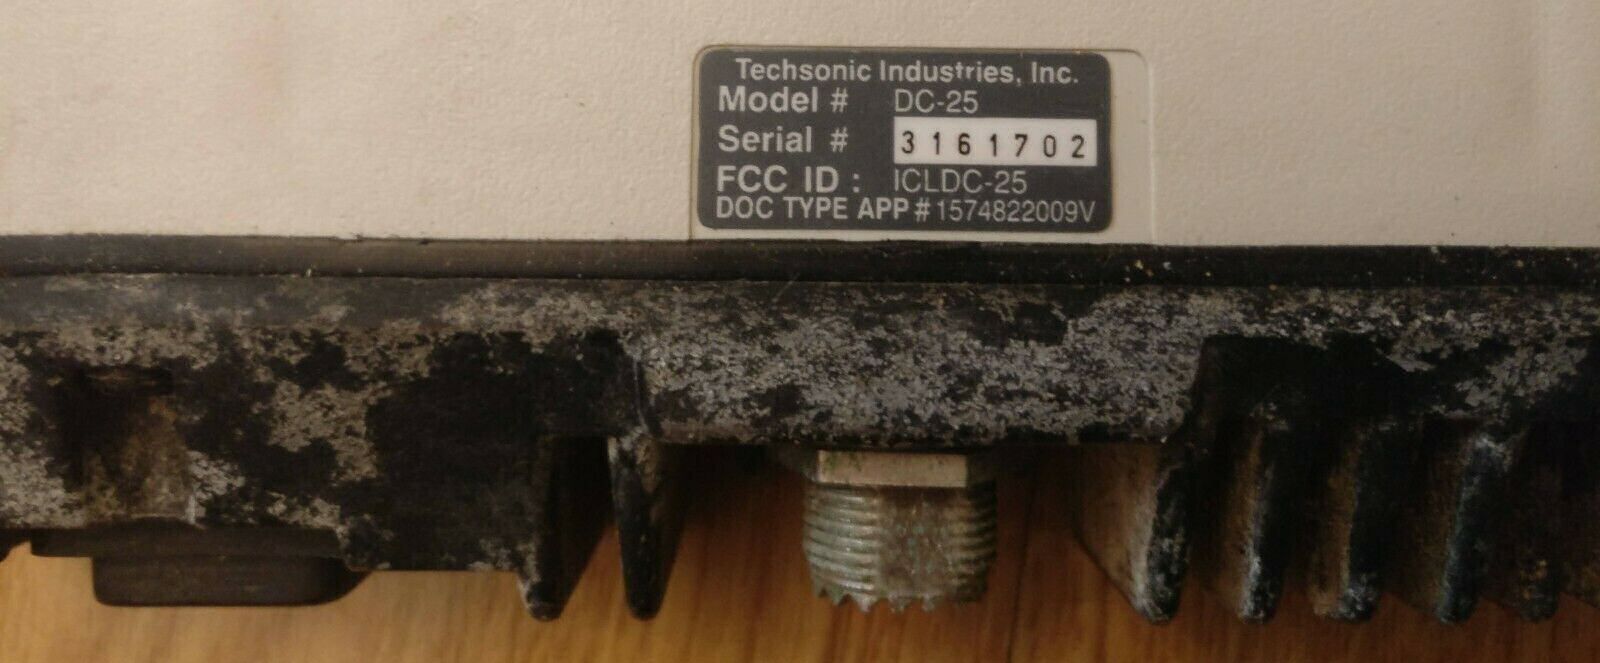 Techsonic Industries, Inc.
Model # DC-25
Serial # 3161702
FCC ID : ICLDC-25
DOC TYPE APP # 1574822009V